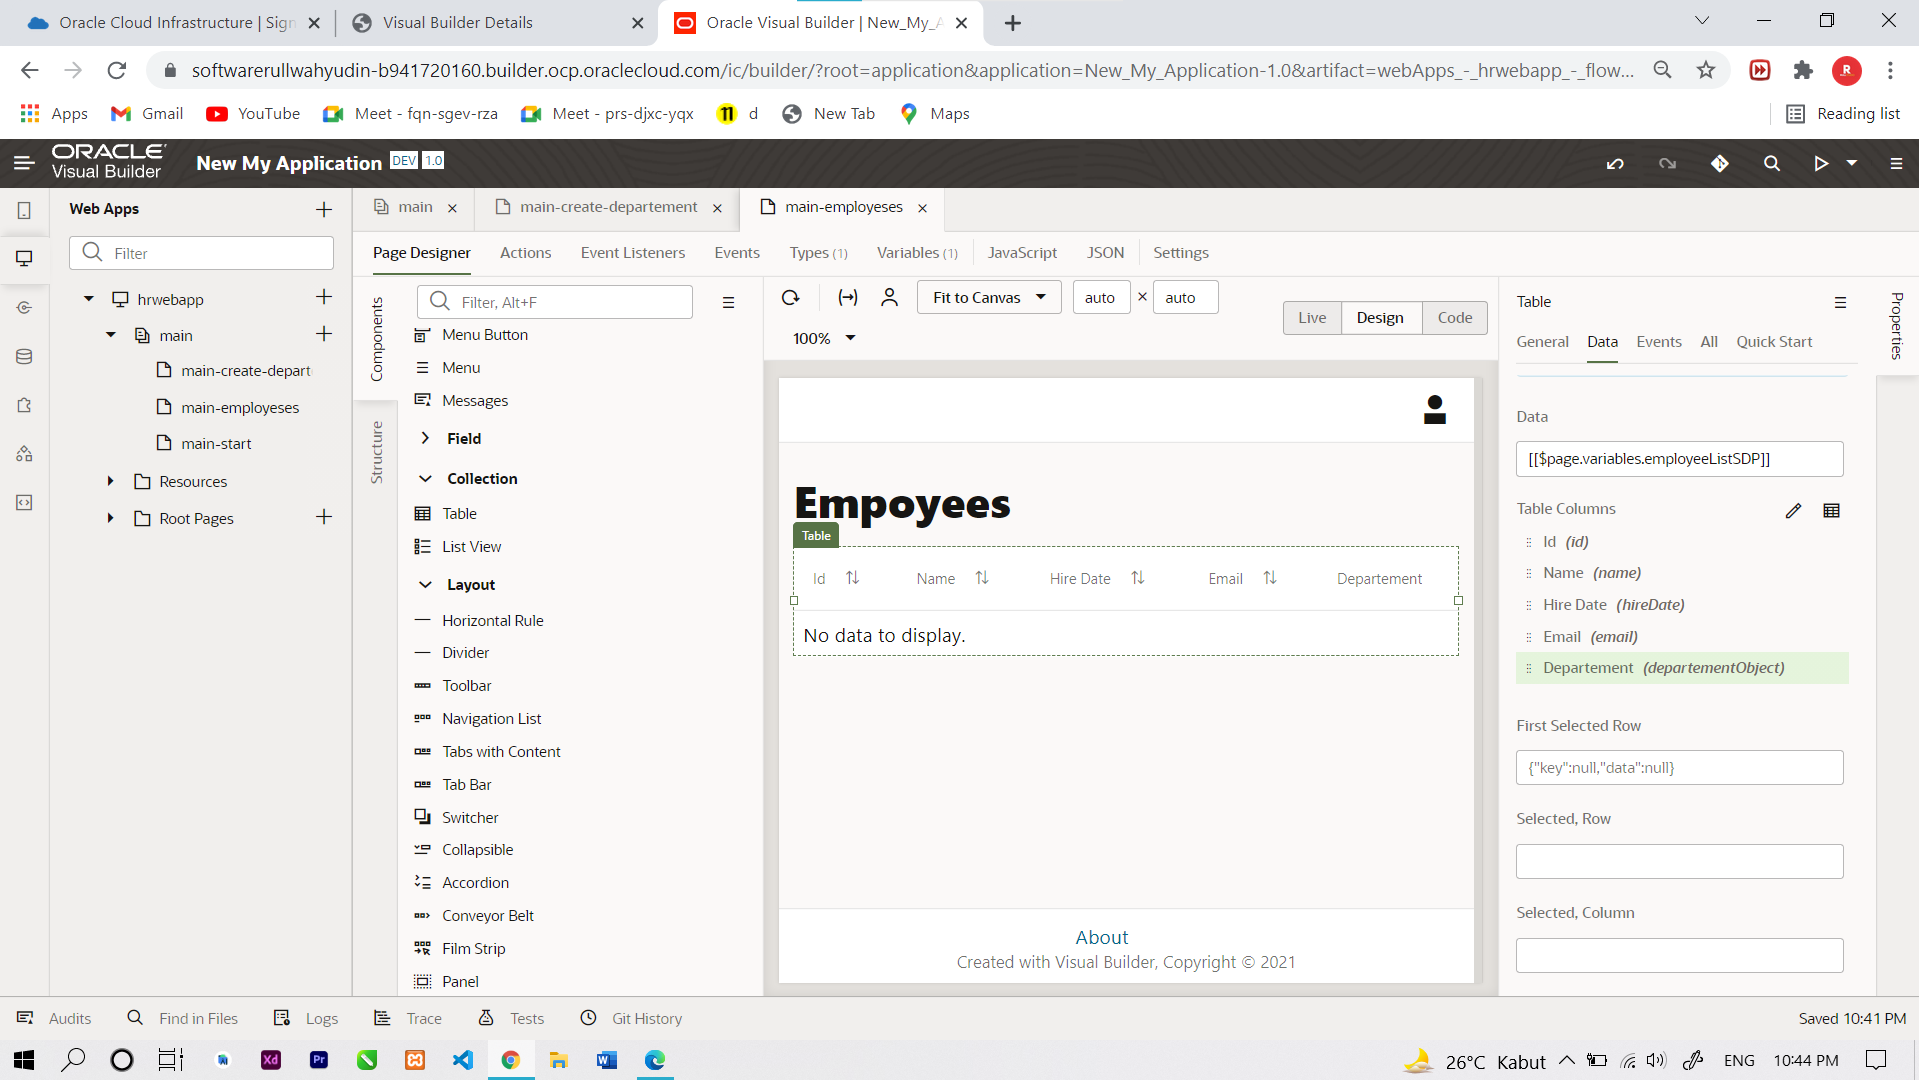 Oracle Cloud Infrastructure | Sign
Visual Builder Details
Oracle Visual Builder | New_My_A
softwarerullwahyudin-b941720160.builder.ocp.oraclecloud.com/ic/builder/?root=application&application=New_My_Application-1.0&artifact=webApps_-_hrwebapp_-_flow...
R
Apps
Gmail
YouTube
Meet - fqn-sgev-rza
Meet - prs-djxc-yqx
d
New Tab
Maps
Reading list
ORACLE
Visual Builder
New My Application
DEV
1.0
Web Apps
Filter
hrwebapp
main
main-create-depart
main-employeses
main-start
Resources
Root Pages
main
main-create-departement
main-employeses
Page Designer
Actions
Event Listeners
Events
Types (1)
Variables (1)
JavaScript
JSON
Settings
Components
Structure
Filter, Alt+F
Menu Button
Menu
Messages
Field
Collection
Table
List View
Layout
Horizontal Rule
Divider
Toolbar
Navigation List
Tabs with Content
Tab Bar
Switcher
Collapsible
Accordion
Conveyor Belt
Film Strip
Panel
Fit to Canvas
auto
×
auto
100%
Live
Design
Code
Empoyees
Table
Id
Name
Hire Date
Email
Departement
No data to display.
About
Created with Visual Builder, Copyright © 2021
Table
General
Data
Events
All
Quick Start
Properties
Data
[[$page.variables.employeeListSDP]]
Table Columns
Id (id)
Name (name)
Hire Date (hireDate)
Email (email)
Departement (departementObject)
First Selected Row
{"key":null,"data":null}
Selected, Row
Selected, Column
Audits
Find in Files
Logs
Trace
Tests
Git History
Saved 10:41 PM
Xd
Pr
26°C Kabut
ENG
10:44 PM